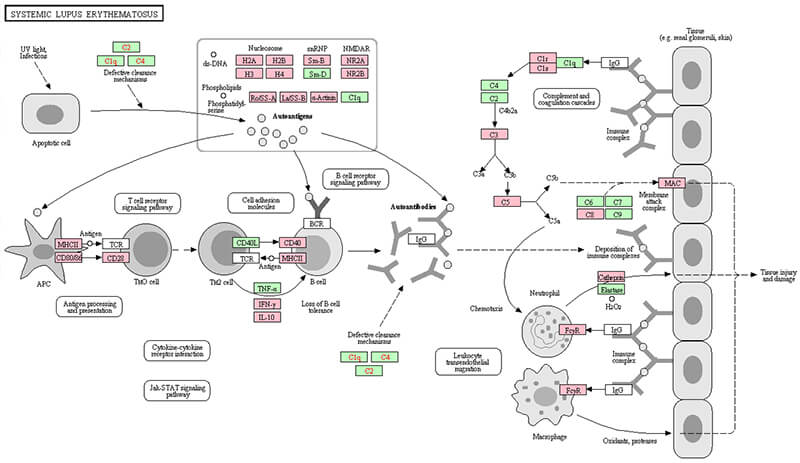 SYSTEMIC LUPUS ERYTHEMATOSUS
UV light,
Infections
C2
C1q C4
Defective clearance
mechanisms
Apoptotic cell
Nucleosome snRNP NMDAR
ds-DNA
H2A H2B Sm-B NR2A
H3 H4 Sm-D NR2B
Phospholipids
Phosphatidyl-
serine
Ro/SS-A La/SS-B α-Actinin C1q
Autoantigens
T cell receptor
signaling pathway
Cell adhesion
molecules
B cell receptor
signaling pathway
Antigen
MHCII TCR
CD80/86 CD28
APC
Th0 cell
CD40L CD40
TCR Antigen MHCII
BCR
Th2 cell
B cell
TNF-α
IFN-γ
IL-10
Loss of B cell
tolerance
Antigen processing
and presentation
Cytokine-cytokine
receptor interaction
Jak-STAT signaling
pathway
Autoantibodies
IgG
Defective clearance
mechanisms
C1q C4
C2
Tissue
(e.g. renal glomeruli, skin)
C1r
C1s
C1q
IgG
C4
C2
C4b2a
Complement and
coagulation cascades
Immune
complex
C3
C3a C3b
C5
C5b
C5a
C6 C7
C8 C9
MAC
Membrane
attack
complex
Deposition of
immune complexes
Neutrophil
Cathepsin
Elastase
H2O2
Tissue injury
and damage
Chemotaxis
FcγR IgG
Immune
complex
Leukocyte
transendothelial
migration
FcγR IgG
Macrophage
Oxidants, proteases